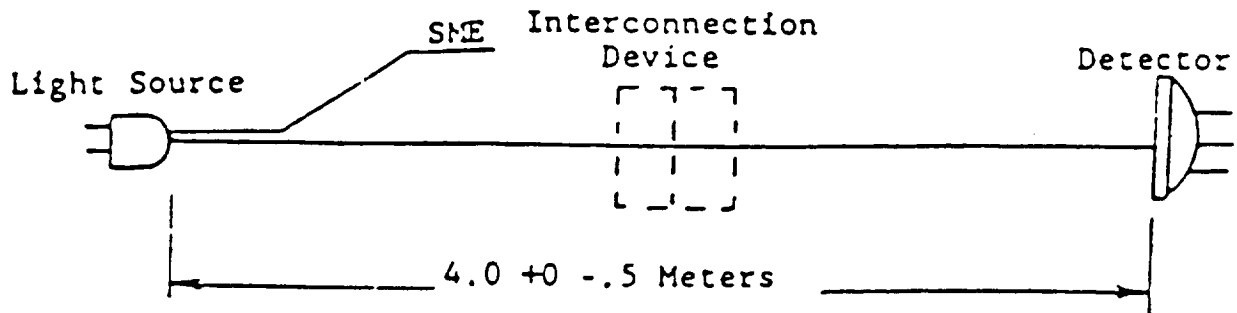 SME
Interconnection
Device
Light Source
Detector
4.0 +0 -.5 Meters